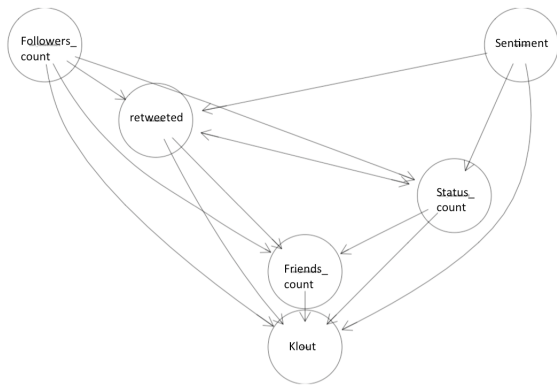 Followers_
count
Sentiment
retweeted
Status_
count
Friends_
count
Klout